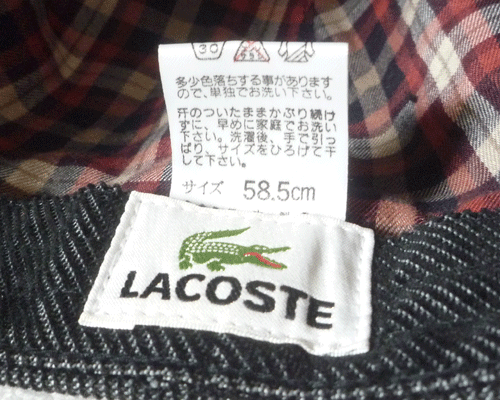 30
多少色落ちする事があります
ので、単独でお洗い下さい。
汗のついたままかぶり続け
ずに、早めに家庭でお洗い
下さい。洗濯後、手で引っ
ぱり、サイズをひろげて干
して下さい。
サイズ 58.5cm
LACOSTE